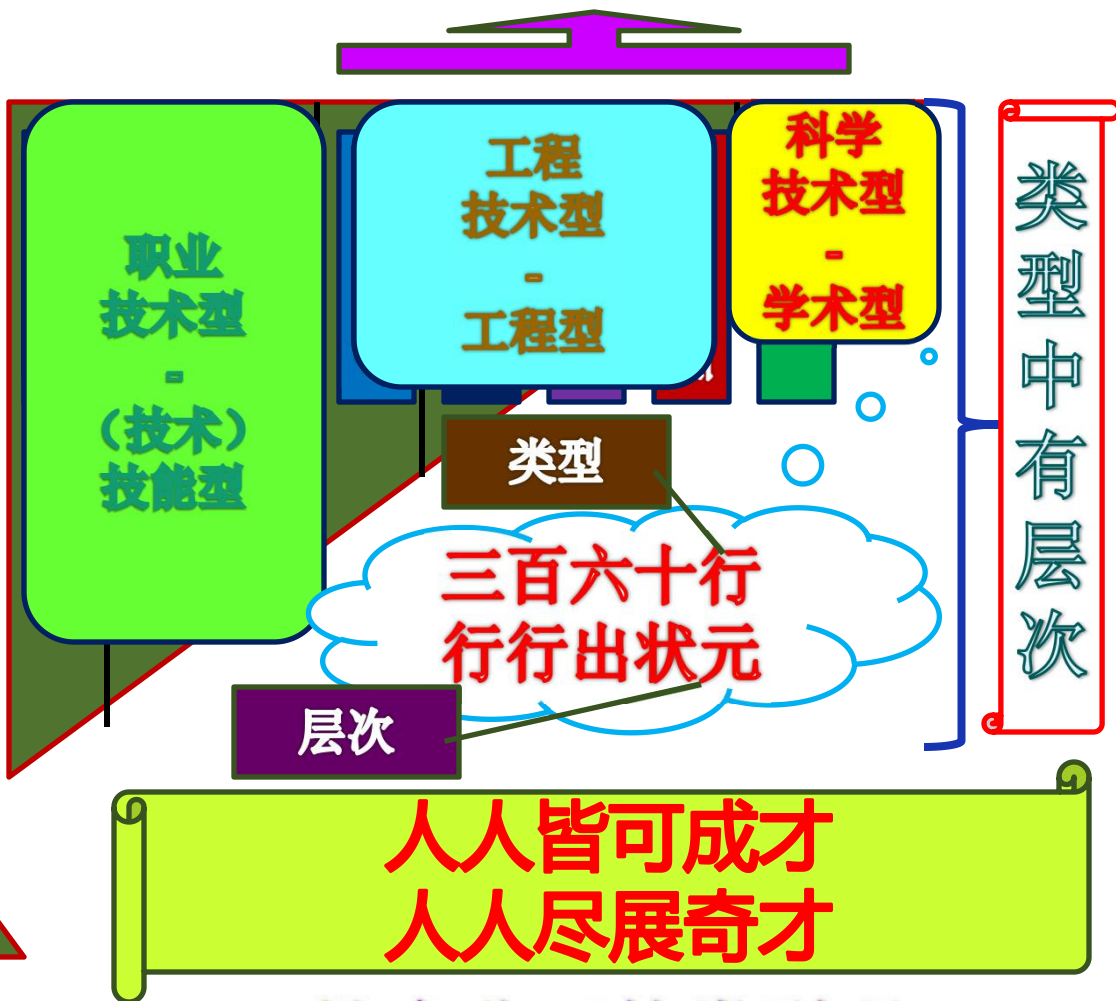 职业
技术型
-
（技术）
技能型
工程
技术型
-
工程型
科学
技术型
-
学术型
类型中有层次
类型
三百六十行
行行出状元
层次
人人皆可成才
人人尽展奇才